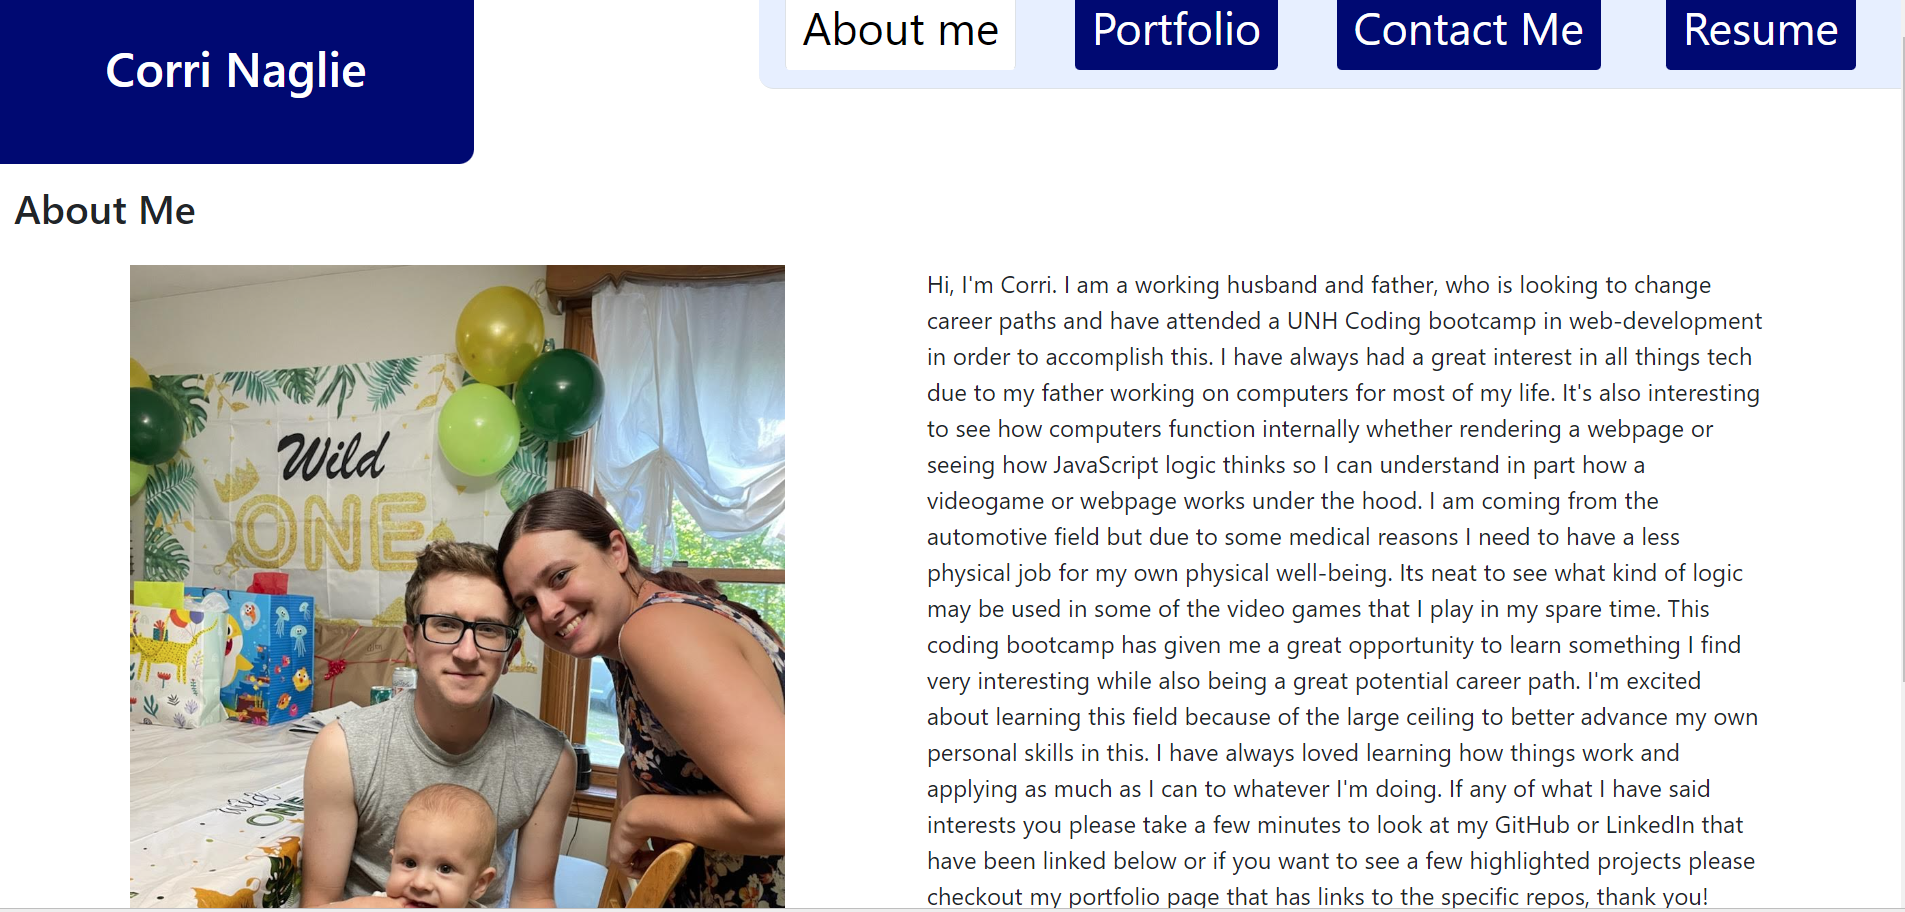 Corri Naglie
About me
Portfolio
Contact Me
Resume
About Me
Wild
ONE
Wild
ONE
Hi, I'm Corri. I am a working husband and father, who is looking to change
career paths and have attended a UNH Coding bootcamp in web-development
in order to accomplish this. I have always had a great interest in all things tech
due to my father working on computers for most of my life. It's also interesting
to see how computers function internally whether rendering a webpage or
seeing how JavaScript logic thinks so I can understand in part how a
videogame or webpage works under the hood. I am coming from the
automotive field but due to some medical reasons I need to have a less
physical job for my own physical well-being. Its neat to see what kind of logic
may be used in some of the video games that I play in my spare time. This
coding bootcamp has given me a great opportunity to learn something I find
very interesting while also being a great potential career path. I'm excited
about learning this field because of the large ceiling to better advance my own
personal skills in this. I have always loved learning how things work and
applying as much as I can to whatever I'm doing. If any of what I have said
interests you please take a few minutes to look at my GitHub or LinkedIn that
have been linked below or if you want to see a few highlighted projects please
checkout my portfolio page that has links to the specific repos, thank you!